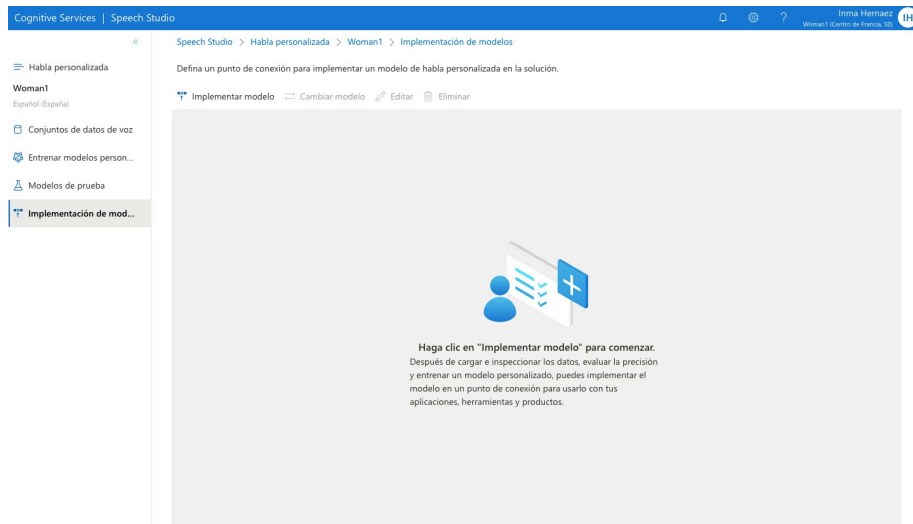 Cognitive Services | Speech Studio
Inma Hernaez
Woman1 (Centro de Francia, S0)
IH
Speech Studio > Habla personalizada > Woman1 > Implementación de modelos
Habla personalizada
Woman1
Español (España)
Conjuntos de datos de voz
Entrenar modelos person...
Modelos de prueba
Implementación de mod...
Defina un punto de conexión para implementar un modelo de habla personalizada en la solución.
Implementar modelo Cambiar modelo Editar Eliminar
Haga clic en "Implementar modelo" para comenzar.
Después de cargar e inspeccionar los datos, evaluar la precisión
y entrenar un modelo personalizado, puedes implementar el
modelo en un punto de conexión para usarlo con tus
aplicaciones, herramientas y productos.